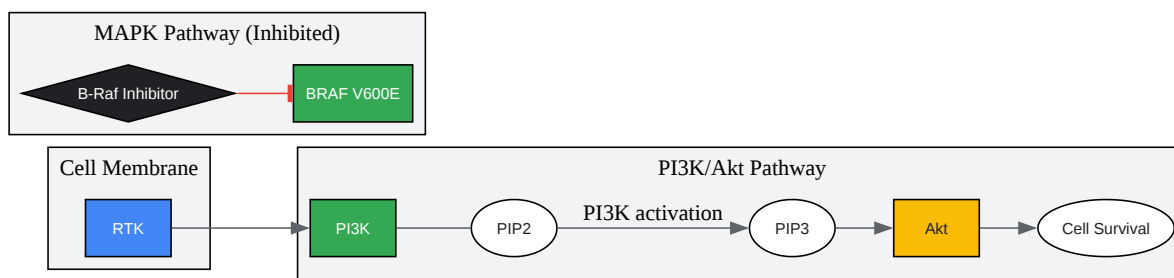 MAPK Pathway (Inhibited)
B-Raf Inhibitor
BRAF V600E
Cell Membrane
RTK
PI3K/Akt Pathway
PI3K
PIP2
PI3K activation
PIP3
Akt
Cell Survival